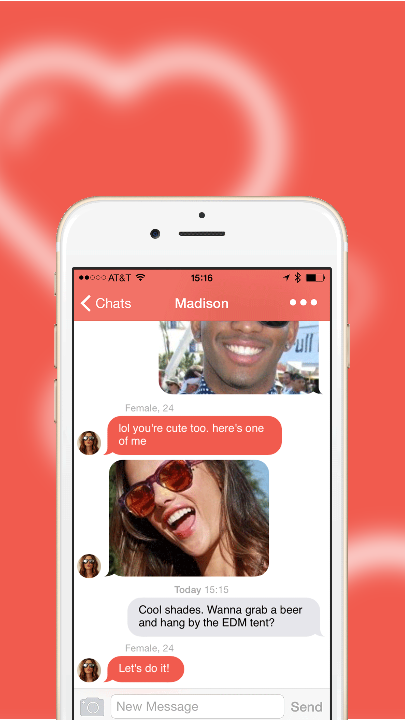 AT&T 15:16
Chats Madison
ull
Female, 24
lol you're cute too. here's one
of me
Today 15:15
Cool shades. Wanna grab a beer
and hang by the EDM tent?
Female, 24
Let's do it!
New Message Send